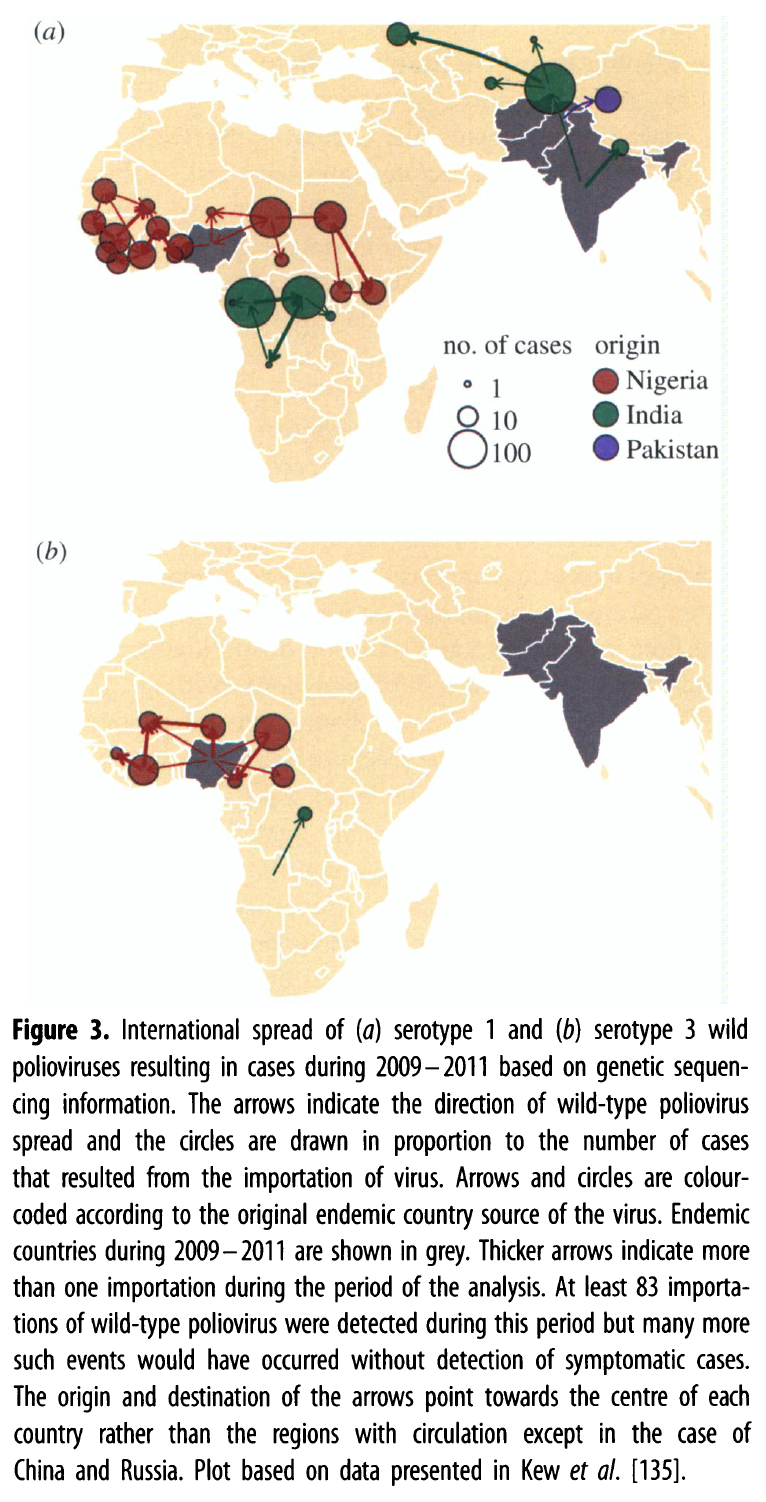 (a)
no. of cases origin
1 Nigeria
10 India
100 Pakistan
(b)
Figure 3. International spread of (a) serotype 1 and (b) serotype 3 wild
polioviruses resulting in cases during 2009–2011 based on genetic sequen-
cing information. The arrows indicate the direction of wild-type poliovirus
spread and the circles are drawn in proportion to the number of cases
that resulted from the importation of virus. Arrows and circles are colour-
coded according to the original endemic country source of the virus. Endemic
countries during 2009–2011 are shown in grey. Thicker arrows indicate more
than one importation during the period of the analysis. At least 83 importa-
tions of wild-type poliovirus were detected during this period but many more
such events would have occurred without detection of symptomatic cases.
The origin and destination of the arrows point towards the centre of each
country rather than the regions with circulation except in the case of
China and Russia. Plot based on data presented in Kew et al. [135].